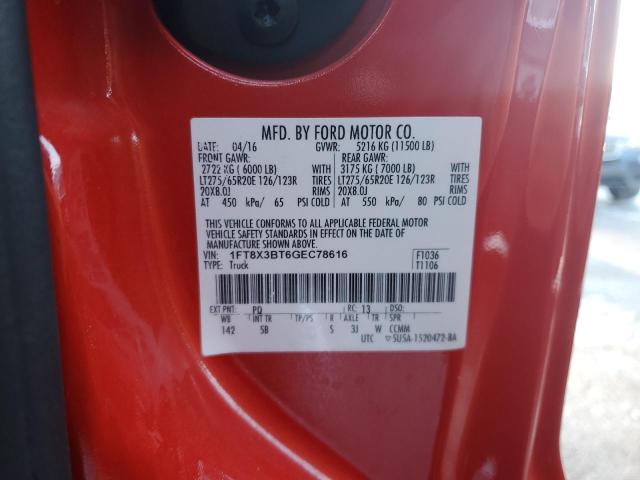 MFD. BY FORD MOTOR CO.
DATE: 04/16 GVWR: 5216 KG (11500 LB)
FRONT GAWR: REAR GAWR:
2722 KG ( 6000 LB) WITH 3175 KG ( 7000 LB) WITH
LT275/65R20E 126/123R TIRES LT275/65R20E 126/123R TIRES
20X8.0J RIMS 20X8.0J RIMS
AT 450 kPa/ 65 PSI COLD AT 550 kPa/ 80 PSI COLD
THIS VEHICLE CONFORMS TO ALL APPLICABLE FEDERAL MOTOR
VEHICLE SAFETY STANDARDS IN EFFECT ON THE DATE OF
MANUFACTURE SHOWN ABOVE.
VIN: 1FT8X3BT6GEC78616 F1036
TYPE: Truck T1106
EXT PNT: PQ RC: 13 DSO:
WB INT TR TP/PS R AXLE TR SPR
142 SB S 3J W CCMM
UTC ▽5U5A-1520472-BA